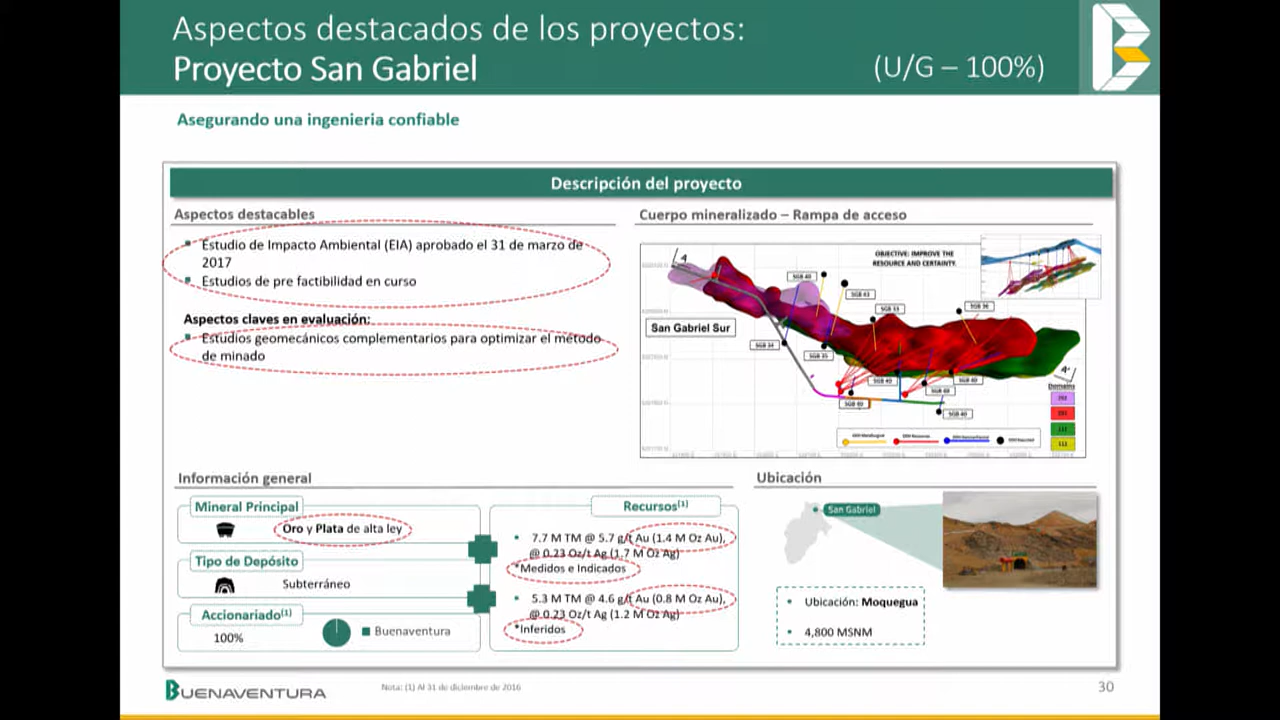 Aspectos destacados de los proyectos:
Proyecto San Gabriel
(U/G – 100%)
Asegurando una ingenieria confiable
Descripción del proyecto
Aspectos destacables
Estudio de Impacto Ambiental (EIA) aprobado el 31 de marzo de
2017
Estudios de pre factibilidad en curso
Aspectos claves en evaluación:
Estudios geomecánicos complementarios para optimizar el método
de minado
Cuerpo mineralizado – Rampa de acceso
OBJECTIVE: IMPROVE THE
RESOURCE AND CERTAINTY.
San Gabriel Sur
Domains
Información general
Mineral Principal
Oro y Plata de alta ley
Tipo de Depósito
Subterráneo
Accionariado(1)
100%
Buenaventura
Recursos(1)
7.7 M TM @ 5.7 g/t Au (1.4 M Oz Au),
@ 0.23 Oz/t Ag (1.7 M Oz Ag)
*Medidos e Indicados
5.3 M TM @ 4.6 g/t Au (0.8 M Oz Au),
@ 0.23 Oz/t Ag (1.2 M Oz Ag)
*Inferidos
Ubicación
San Gabriel
Ubicación: Moquegua
4,800 MSNM
BUENAVENTURA
Nota: (1) Al 31 de diciembre de 2016
30